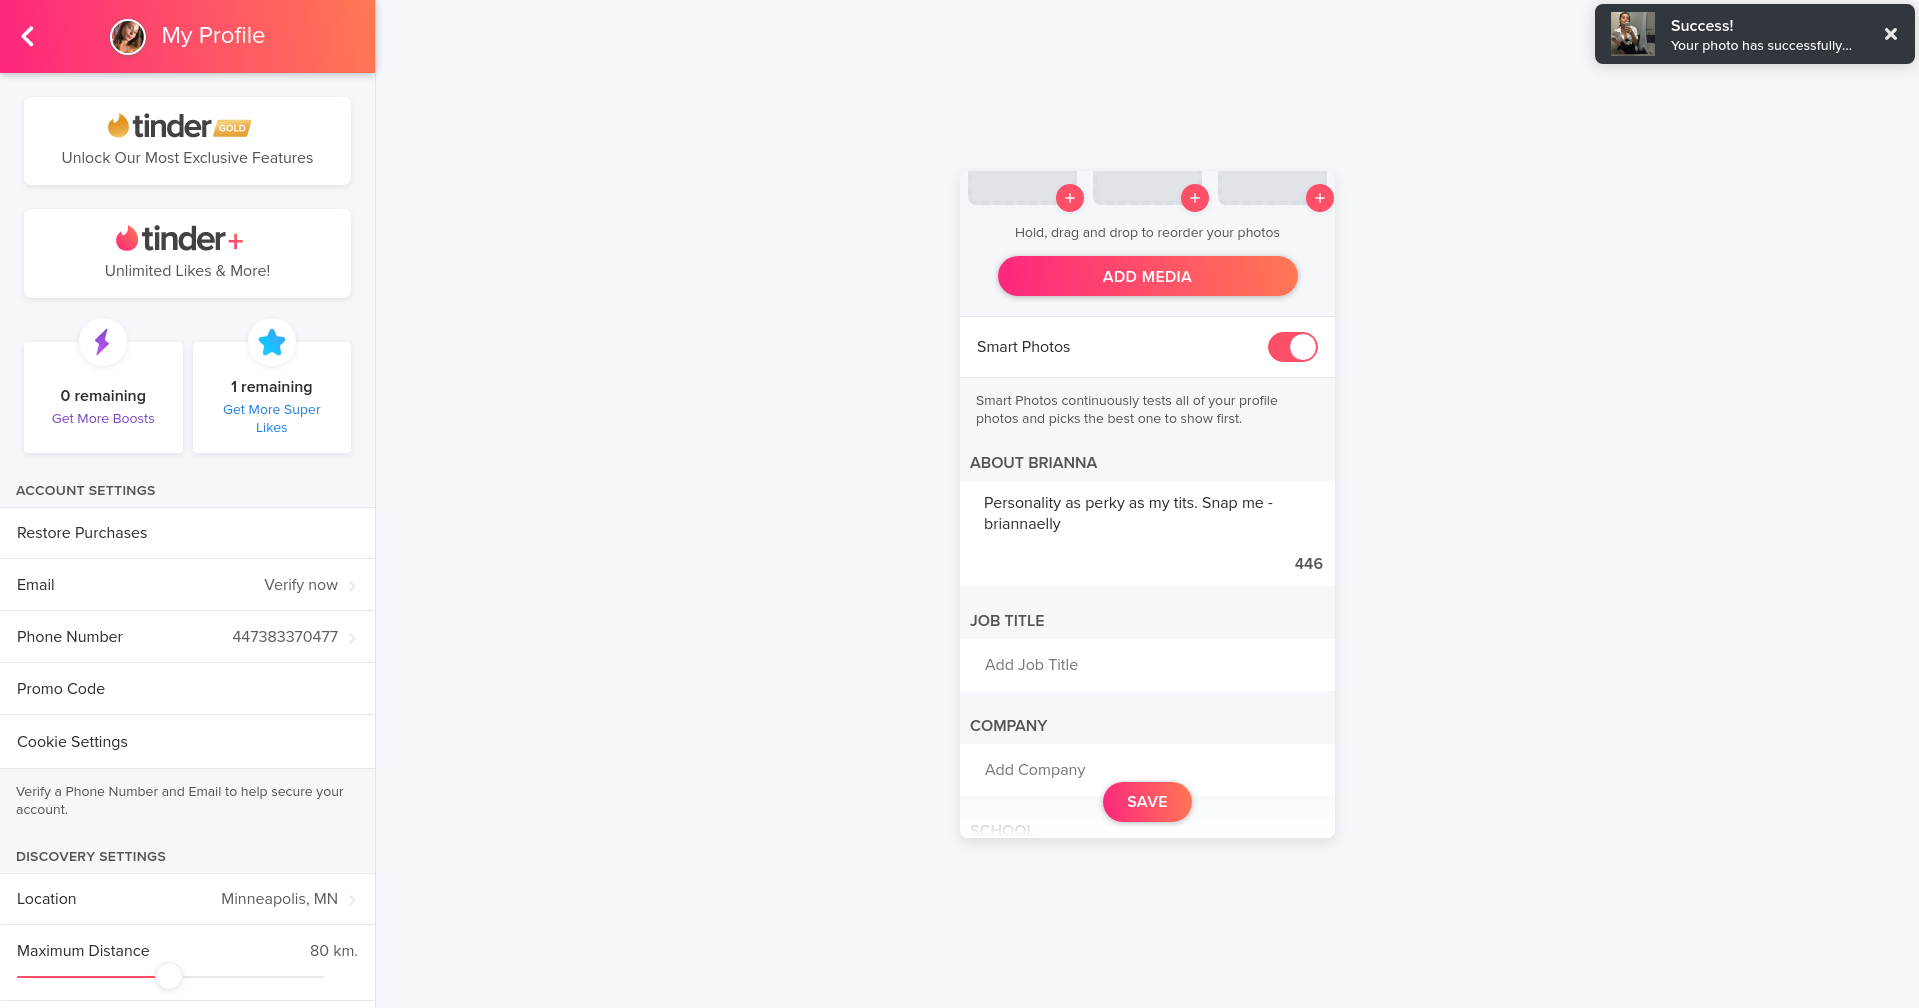 My Profile
tinder GOLD
Unlock Our Most Exclusive Features
tinder+
Unlimited Likes & More!
0 remaining
Get More Boosts
1 remaining
Get More Super
Likes
ACCOUNT SETTINGS
Restore Purchases
Email Verify now
Phone Number 447383370477
Promo Code
Cookie Settings
Verify a Phone Number and Email to help secure your
account.
DISCOVERY SETTINGS
Location Minneapolis, MN
Maximum Distance 80 km.
Hold, drag and drop to reorder your photos
ADD MEDIA
Smart Photos
Smart Photos continuously tests all of your profile
photos and picks the best one to show first.
ABOUT BRIANNA
Personality as perky as my tits. Snap me -
briannaelly
446
JOB TITLE
Add Job Title
COMPANY
Add Company
SAVE
SCHOOL
Success!
Your photo has successfully...